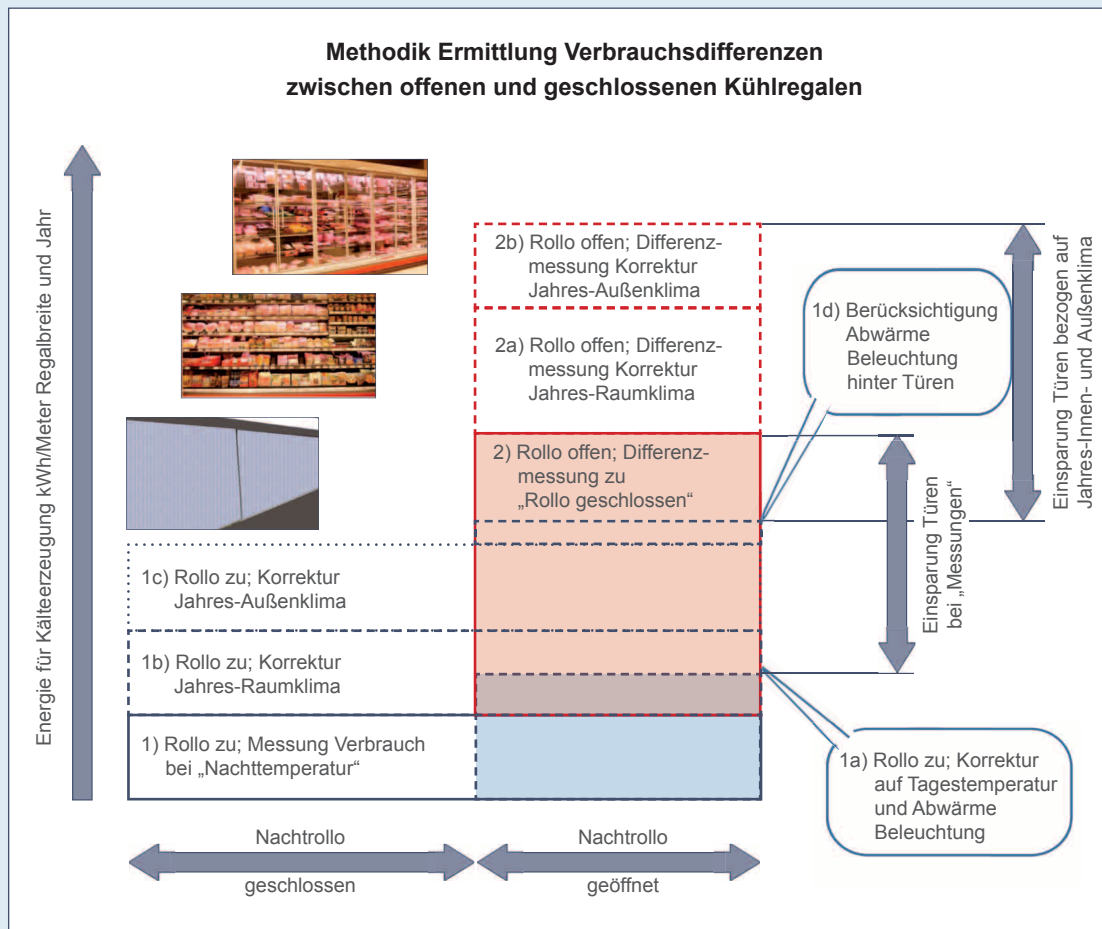 Methodik Ermittlung Verbrauchsdifferenzen
zwischen offenen und geschlossenen Kühlregalen
Energie für Kälteerzeugung kWh/Meter Regalbreite und Jahr
2b) Rollo offen; Differenz-
messung Korrektur
Jahres-Außenklima
2a) Rollo offen; Differenz-
messung Korrektur
Jahres-Raumklima
2) Rollo offen; Differenz-
messung zu
„Rollo geschlossen“
1c) Rollo zu; Korrektur
Jahres-Außenklima
1b) Rollo zu; Korrektur
Jahres-Raumklima
1) Rollo zu; Messung Verbrauch
bei „Nachttemperatur“
1d) Berücksichtigung
Abwärme
Beleuchtung
hinter Türen
Einsparung Türen
bei „Messungen“
Einsparung Türen bezogen auf
Jahres-Innen- und Außenklima
1a) Rollo zu; Korrektur
auf Tagestemperatur
und Abwärme
Beleuchtung
Nachtrollo
geschlossen
Nachtrollo
geöffnet